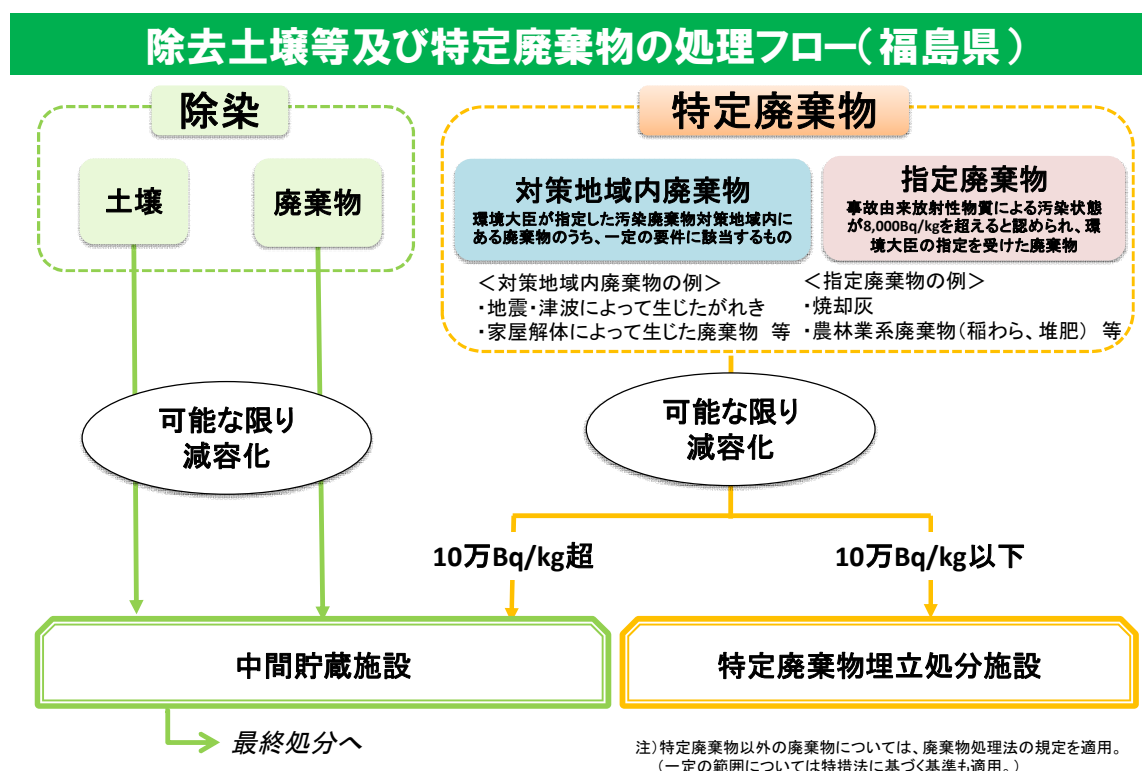 除去土壌等及び特定廃棄物の処理フロー(福島県)
除染
土壌
廃棄物
特定廃棄物
対策地域内廃棄物
環境大臣が指定した汚染廃棄物対策地域内に
ある廃棄物のうち、一定の要件に該当するもの
指定廃棄物
事故由来放射性物質による汚染状態
が8,000Bq/kgを超えると認められ、環
境大臣の指定を受けた廃棄物
<対策地域内廃棄物の例>
・地震・津波によって生じたがれき
・家屋解体によって生じた廃棄物 等
<指定廃棄物の例>
・焼却灰
・農林業系廃棄物(稲わら、堆肥) 等
可能な限り
減容化
可能な限り
減容化
10万Bq/kg超
10万Bq/kg以下
中間貯蔵施設
特定廃棄物埋立処分施設
最終処分へ
注)特定廃棄物以外の廃棄物については、廃棄物処理法の規定を適用。
(一定の範囲については特措法に基づく基準も適用。)